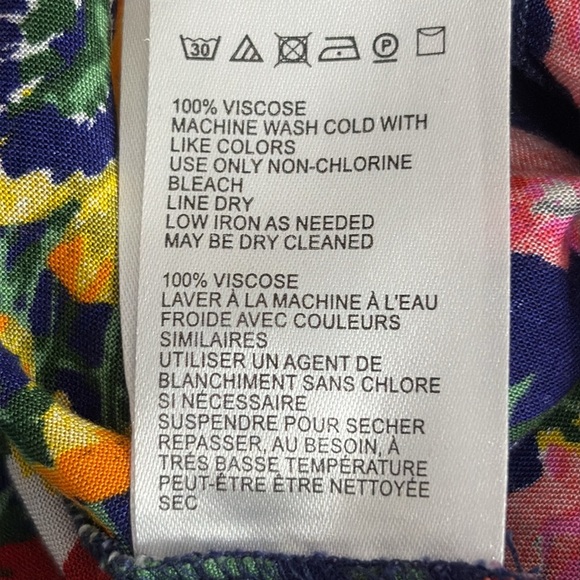 30 P
100% VISCOSE
MACHINE WASH COLD WITH
LIKE COLORS
USE ONLY NON-CHLORINE
BLEACH
LINE DRY
LOW IRON AS NEEDED
MAY BE DRY CLEANED
100% VISCOSE
LAVER À LA MACHINE À L'EAU
FROIDE AVEC COULEURS
SIMILAIRES
UTILISER UN AGENT DE
BLANCHIMENT SANS CHLORE
SI NÉCESSAIRE
SUSPENDRE POUR SECHER
REPASSER, AU BESOIN, À
TRÉS BASSE TEMPÉRATURE
PEUT-ÊTRE ÊTRE NETTOYÉE
SEC